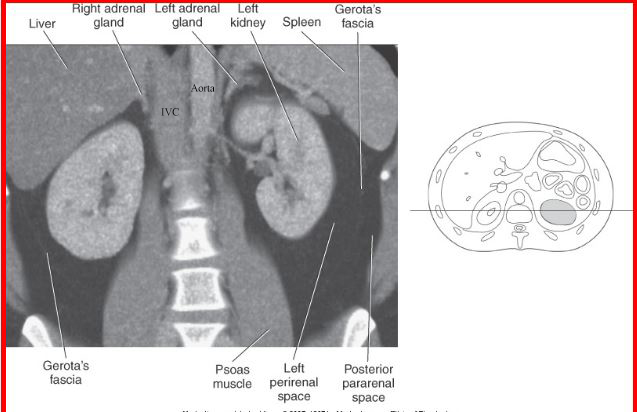 Liver
Right adrenal
gland
Left adrenal
gland
Left
kidney
Spleen
Gerota's
fascia
Aorta
IVC
Gerota's
fascia
Psoas
muscle
Left
perirenal
space
Posterior
pararenal
space